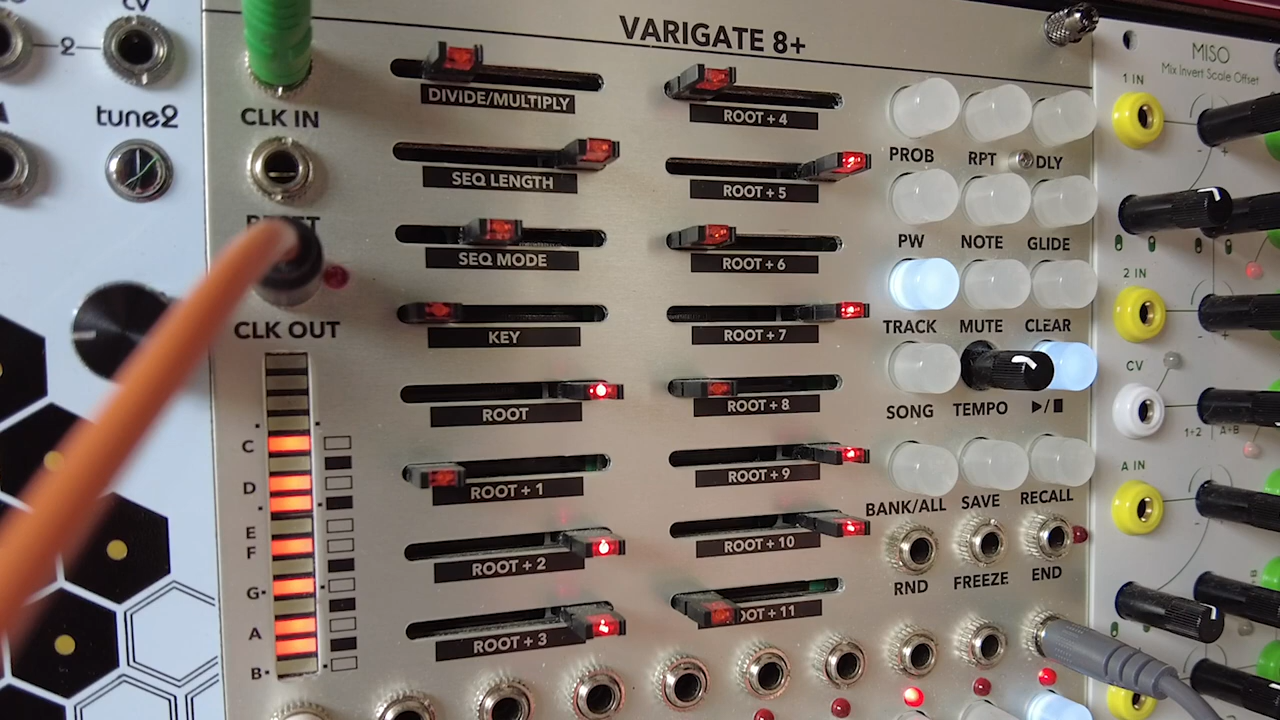 CV
2
tune2
VARIGATE 8+
CLK IN
CLK OUT
C
D
E
F
G
A
B
DIVIDE/MULTIPLY
SEQ LENGTH
SEQ MODE
KEY
ROOT
ROOT + 1
ROOT + 2
ROOT + 3
ROOT + 4
ROOT + 5
ROOT + 6
ROOT + 7
ROOT + 8
ROOT + 9
ROOT + 10
OOT + 11
PROB RPT DLY
PW NOTE GLIDE
TRACK MUTE CLEAR
SONG TEMPO
BANK/ALL SAVE RECALL
RND FREEZE END
MISO
Mix Invert Scale Offset
1 IN
- +
2 IN
CV
1+2 A+B
A IN